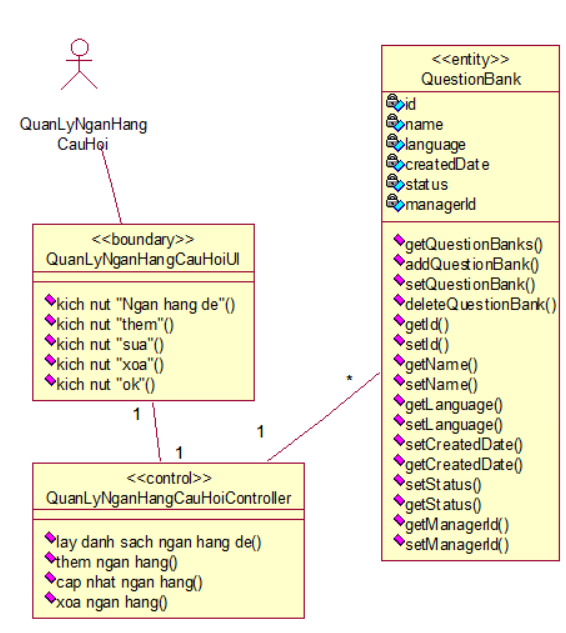 QuanLyNganHang
CauHoi
<<boundary>>
QuanLyNganHangCauHoiUI
kich nut "Ngan hang de"()
kich nut "them"()
kich nut "sua"()
kich nut "xoa"()
kich nut "ok"()
1
1
1
*
<<control>>
QuanLyNganHangCauHoiController
lay danh sach ngan hang de()
them ngan hang()
cap nhat ngan hang()
xoa ngan hang()
<<entity>>
QuestionBank
id
name
language
createdDate
status
managerId
getQuestionBanks()
addQuestionBank()
setQuestionBank()
deleteQuestionBank()
getId()
setId()
getName()
setName()
getLanguage()
setLanguage()
setCreatedDate()
getCreatedDate()
setStatus()
getStatus()
getManagerId()
setManagerId()